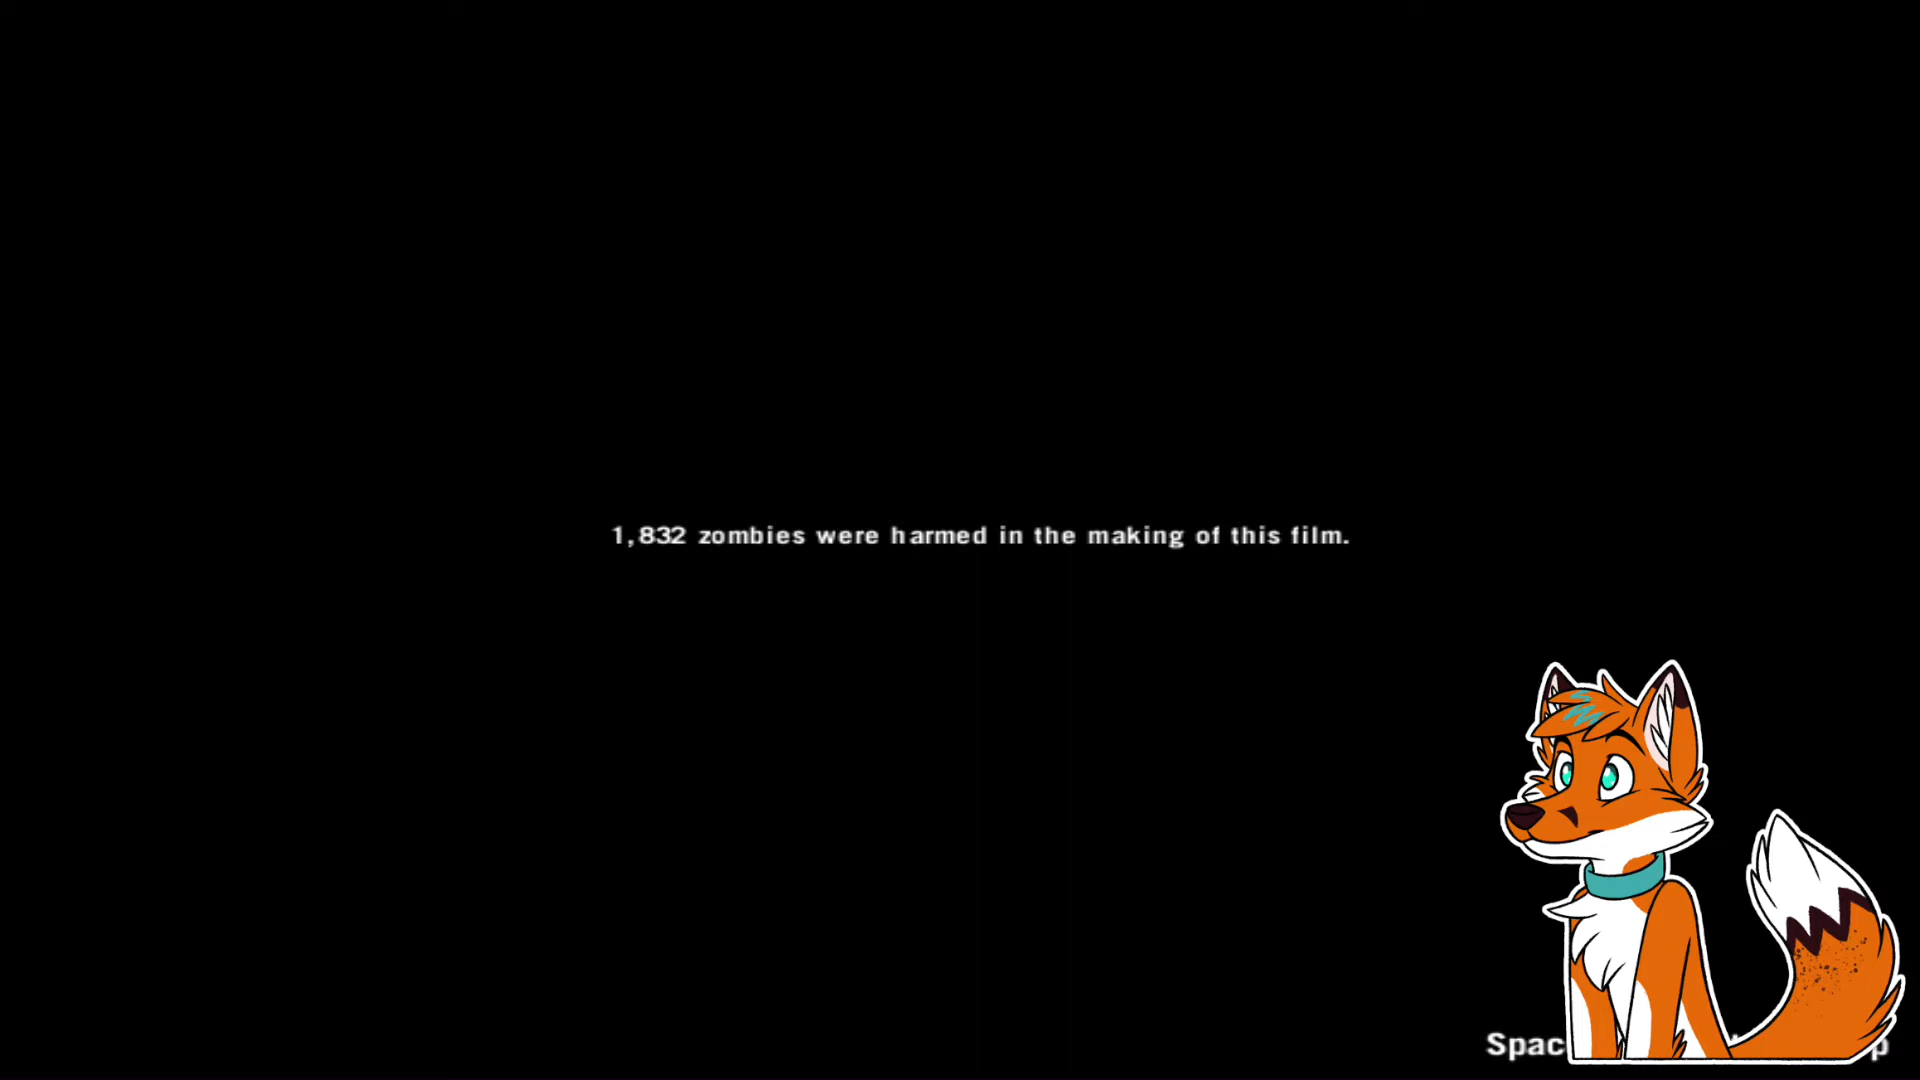 1,832 zombies were harmed in the making of this film.